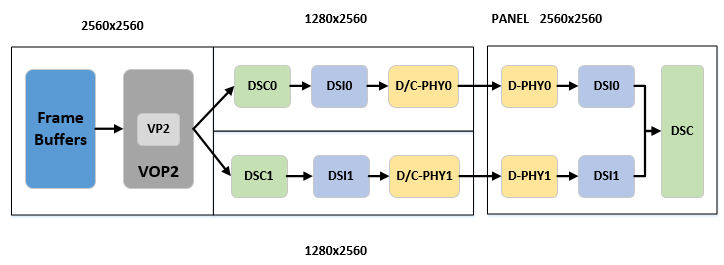 1280x2560
PANEL 2560x2560
2560x2560
Frame
Buffers
VP2
VOP2
DSC0
DSI0
D/C-PHY0
D-PHY0
DSI0
DSC
DSC1
DSI1
D/C-PHY1
D-PHY1
DSI1
1280x2560